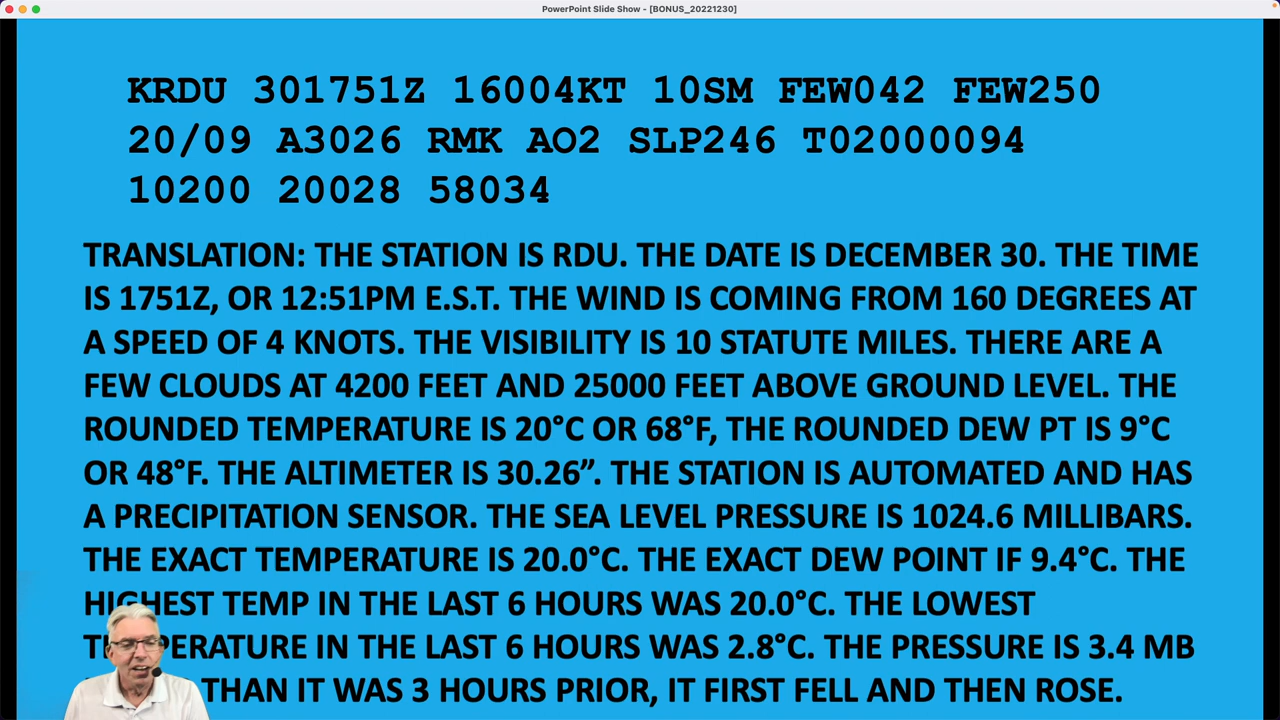 PowerPoint Slide Show - [BONUS_20221230]
KRDU 301751Z 16004KT 10SM FEW042 FEW250
20/09 A3026 RMK AO2 SLP246 T02000094
10200 20028 58034
TRANSLATION: THE STATION IS RDU. THE DATE IS DECEMBER 30. THE TIME
IS 1751Z, OR 12:51PM E.S.T. THE WIND IS COMING FROM 160 DEGREES AT
A SPEED OF 4 KNOTS. THE VISIBILITY IS 10 STATUTE MILES. THERE ARE A
FEW CLOUDS AT 4200 FEET AND 25000 FEET ABOVE GROUND LEVEL. THE
ROUNDED TEMPERATURE IS 20°C OR 68°F, THE ROUNDED DEW PT IS 9°C
OR 48°F. THE ALTIMETER IS 30.26”. THE STATION IS AUTOMATED AND HAS
A PRECIPITATION SENSOR. THE SEA LEVEL PRESSURE IS 1024.6 MILLIBARS.
THE EXACT TEMPERATURE IS 20.0°C. THE EXACT DEW POINT IF 9.4°C. THE
HIGHEST TEMP IN THE LAST 6 HOURS WAS 20.0°C. THE LOWEST
TEMPERATURE IN THE LAST 6 HOURS WAS 2.8°C. THE PRESSURE IS 3.4 MB
THAN IT WAS 3 HOURS PRIOR, IT FIRST FELL AND THEN ROSE.